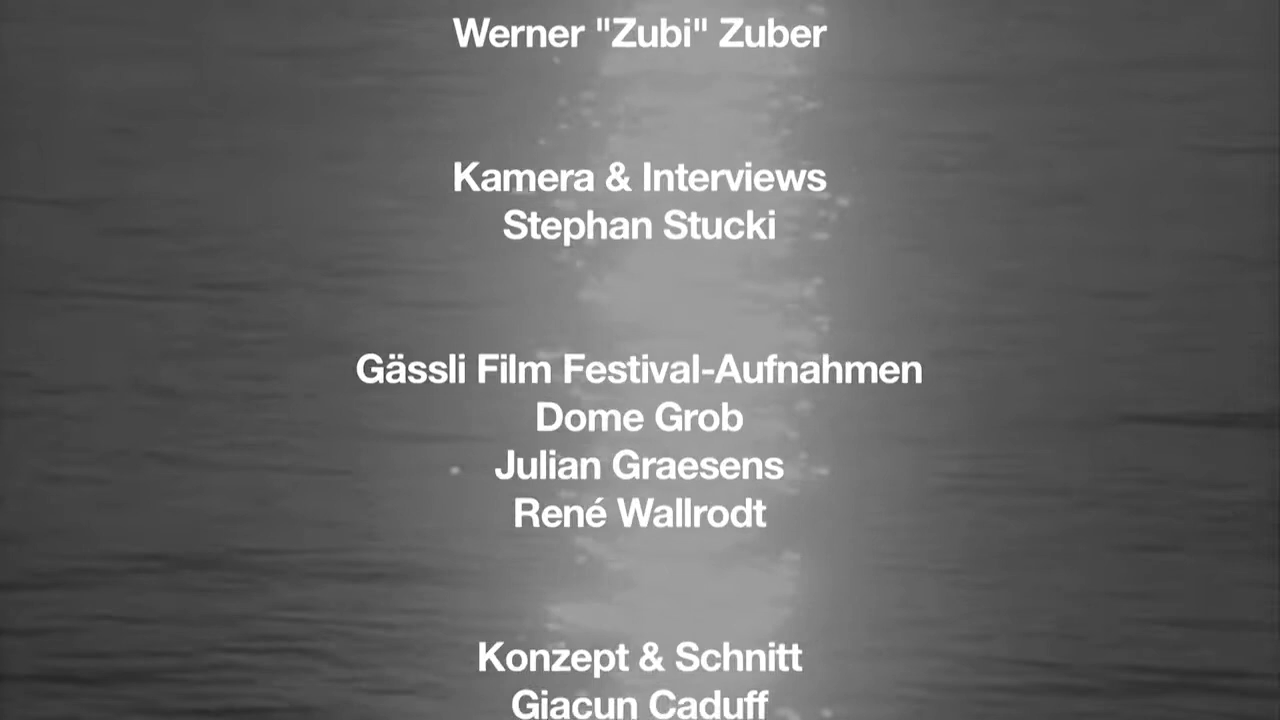 Werner "Zubi" Zuber
Kamera & Interviews
Stephan Stucki
Gässli Film Festival-Aufnahmen
Dome Grob
Julian Graesens
René Wallrodt
Konzept & Schnitt
Giacun Caduff